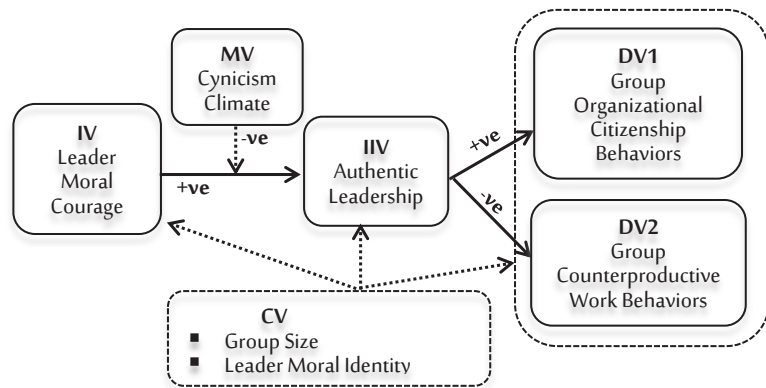 MV
Cynicism
Climate
IV
Leader
Moral
Courage
-ve
+ve
IIV
Authentic
Leadership
+ve
-ve
DV1
Group
Organizational
Citizenship
Behaviors
DV2
Group
Counterproductive
Work Behaviors
CV
▪ Group Size
▪ Leader Moral Identity